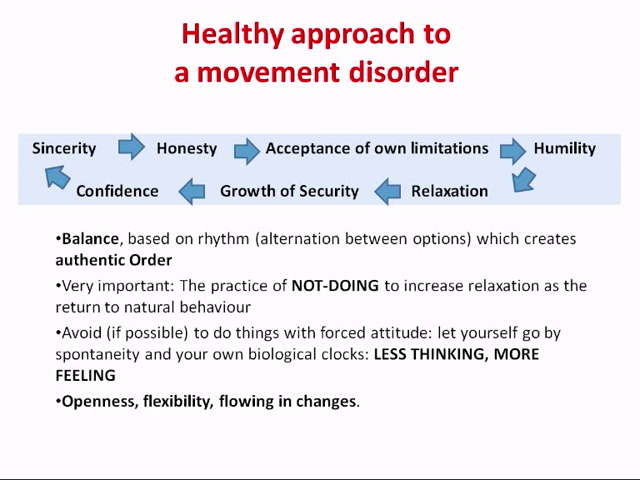 Healthy approach to
a movement disorder
Sincerity Honesty Acceptance of own limitations Humility
Confidence Growth of Security Relaxation
•Balance, based on rhythm (alternation between options) which creates
authentic Order
•Very important: The practice of NOT-DOING to increase relaxation as the
return to natural behaviour
•Avoid (if possible) to do things with forced attitude: let yourself go by
spontaneity and your own biological clocks: LESS THINKING, MORE
FEELING
•Openness, flexibility, flowing in changes.